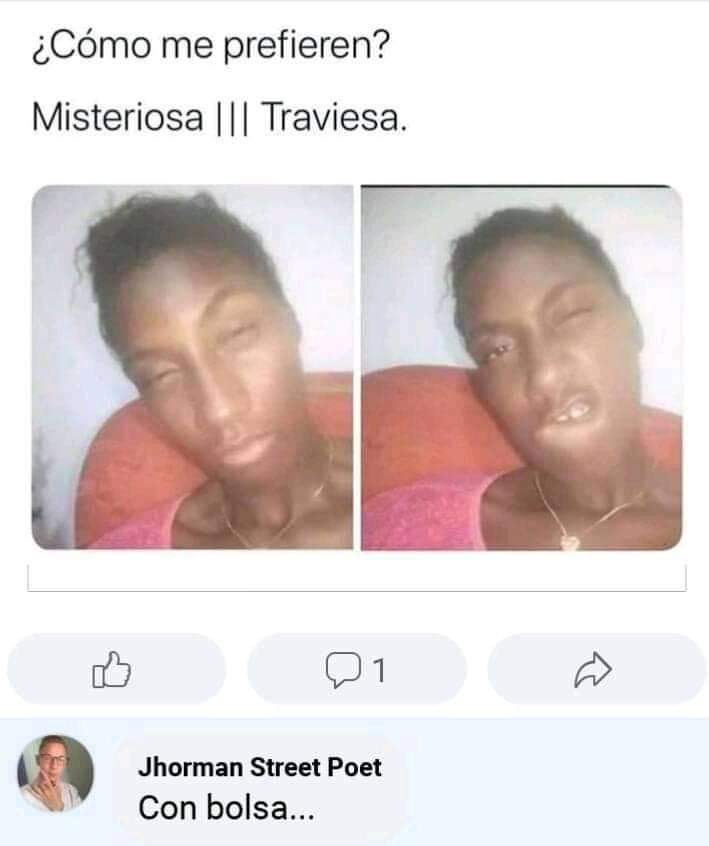 ¿Cómo me prefieren?
Misteriosa ||| Traviesa.
1
Jhorman Street Poet
Con bolsa...